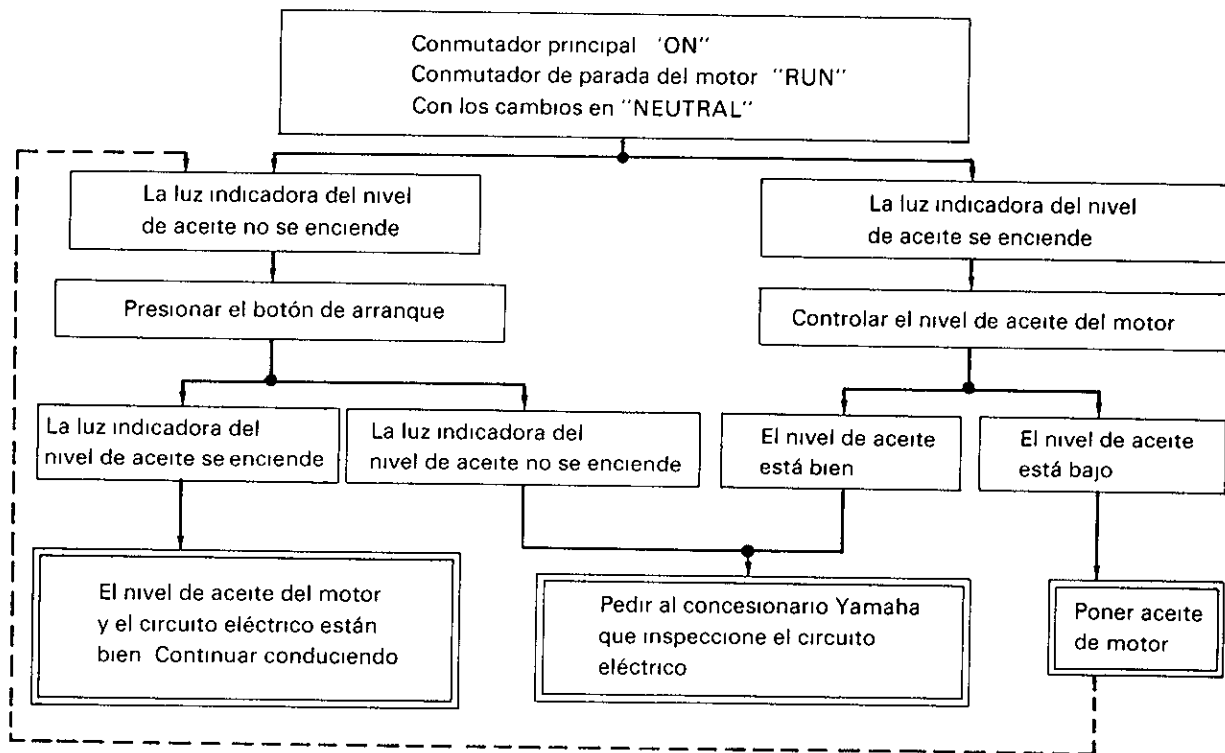 Conmutador principal 'ON"
Conmutador de parada del motor "RUN"
Con los cambios en "NEUTRAL"
La luz indicadora del nivel
de aceite no se enciende
La luz indicadora del nivel
de aceite se enciende
Presionar el botón de arranque
Controlar el nivel de aceite del motor
La luz indicadora del
nivel de aceite se enciende
La luz indicadora del
nivel de aceite no se enciende
El nivel de aceite
está bien
El nivel de aceite
está bajo
El nivel de aceite del motor
y el circuito eléctrico están
bien Continuar conduciendo
Pedir al concesionario Yamaha
que inspeccione el circuito
eléctrico
Poner aceite
de motor